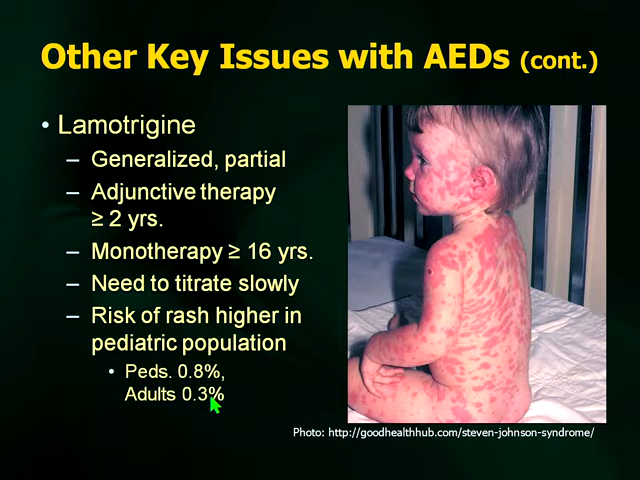 Other Key Issues with AEDs (cont.)
• Lamotrigine
– Generalized, partial
– Adjunctive therapy
≥ 2 yrs.
– Monotherapy ≥ 16 yrs.
– Need to titrate slowly
– Risk of rash higher in
pediatric population
• Peds. 0.8%,
Adults 0.3%
Photo: http://goodhealthhub.com/steven-johnson-syndrome/